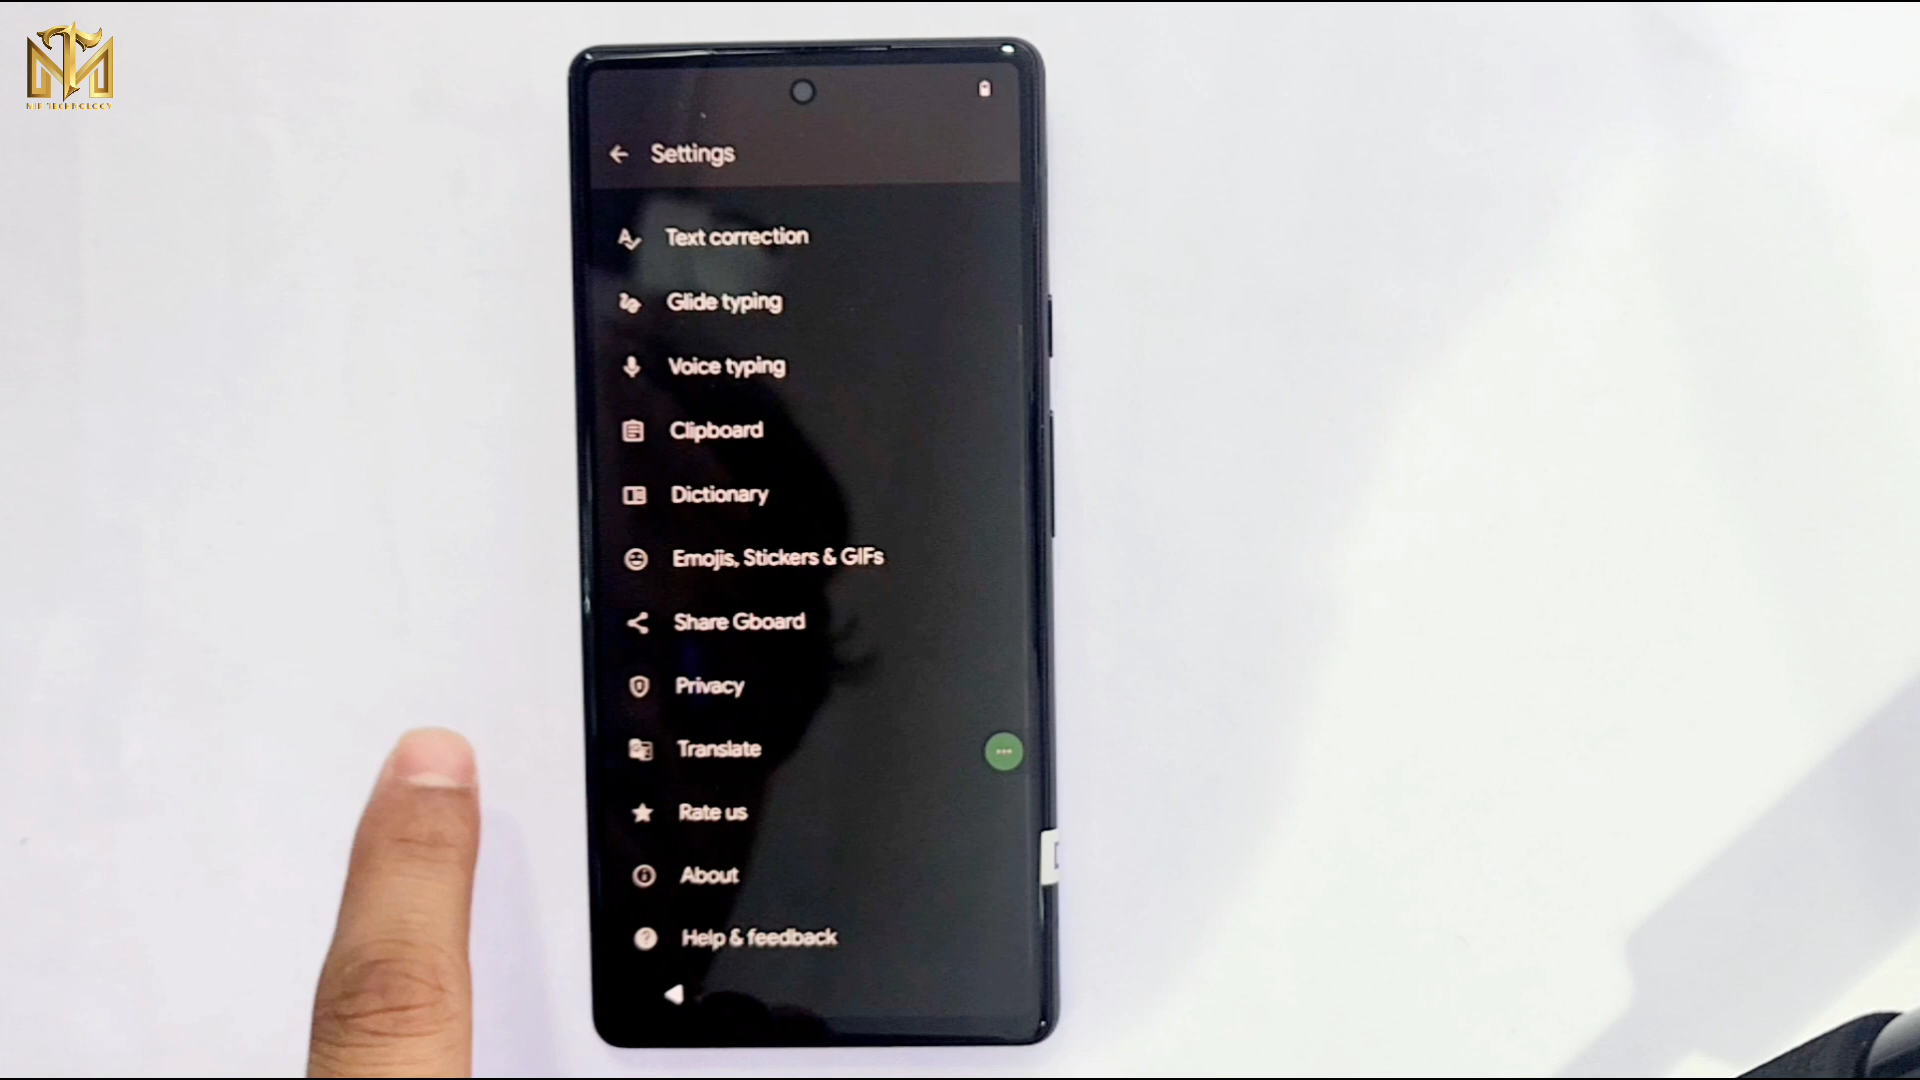 Settings
Text correction
Glide typing
Voice typing
Clipboard
Dictionary
Emojis, Stickers & GIFs
Share Gboard
Privacy
Translate
Rate us
About
Help & feedback